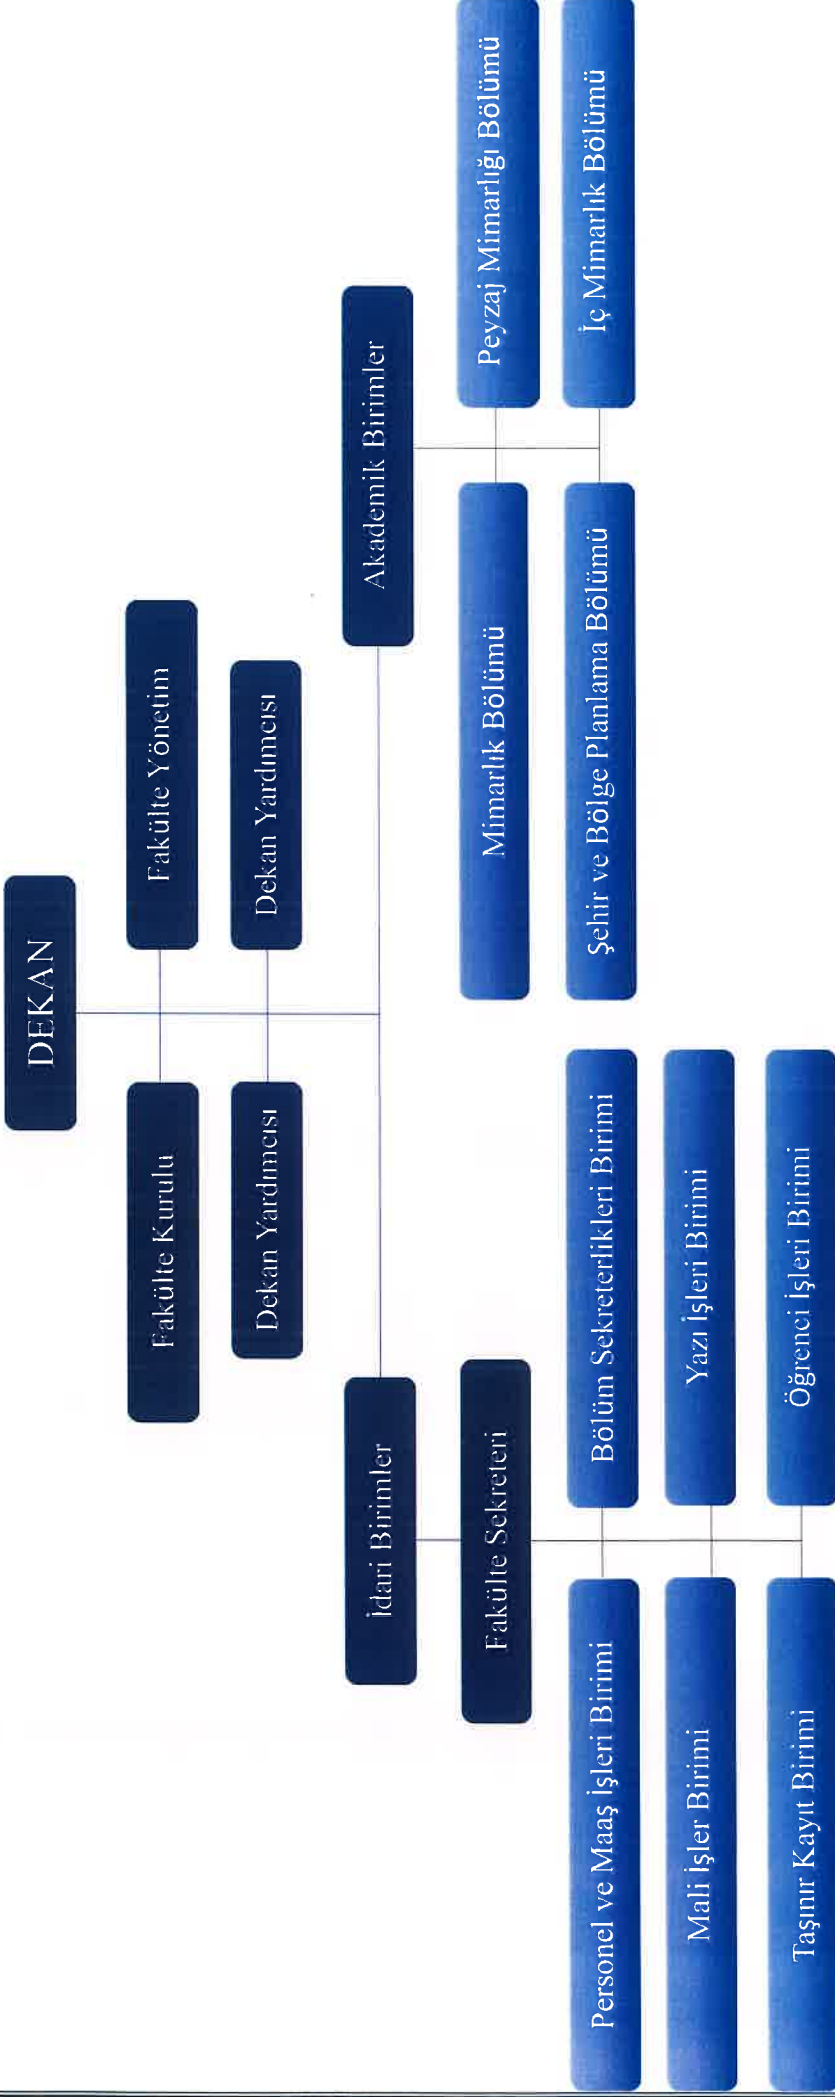 DEKAN
Fakülte Kurulu
Fakülte Yönetim
Dekan Yardımcısı
Dekan Yardımcısı
İdari Birimler
Akademik Birimler
Fakülte Sekreteri
Mimarlık Bölümü
Peyzaj Mimarlığı Bölümü
Personel ve Maaş İşleri Birimi
Bölüm Sekreterlikleri Birimi
Şehir ve Bölge Planlama Bölümü
İç Mimarlık Bölümü
Mali İşler Birimi
Yazı İşleri Birimi
Taşınır Kayıt Birimi
Öğrenci İşleri Birimi